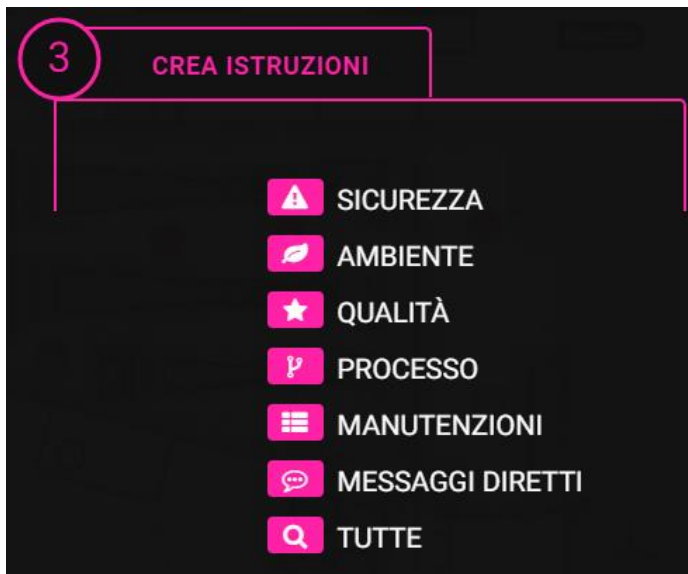 3
CREA ISTRUZIONI
SICUREZZA
AMBIENTE
QUALITÀ
PROCESSO
MANUTENZIONI
MESSAGGI DIRETTI
TUTTE